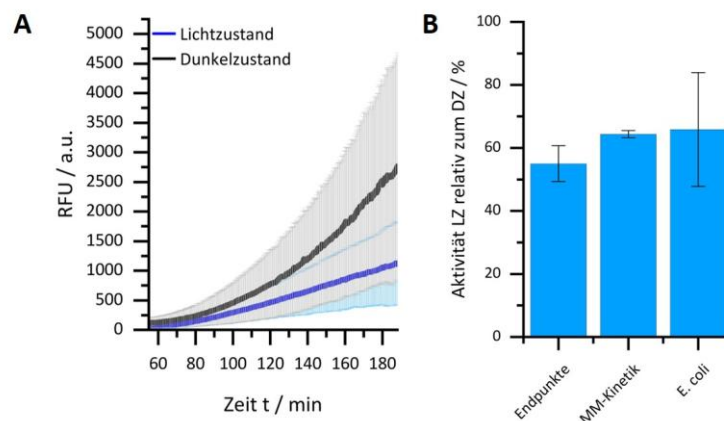 A
Lichtzustand
Dunkelzustand
RFU / a.u.
5000
4500
4000
3500
3000
2500
2000
1500
1000
500
0
60 80 100 120 140 160 180
Zeit t / min
B
Aktivität LZ relativ zum DZ / %
100
80
60
40
20
0
Endpunkte
MM-Kinetik
E. coli